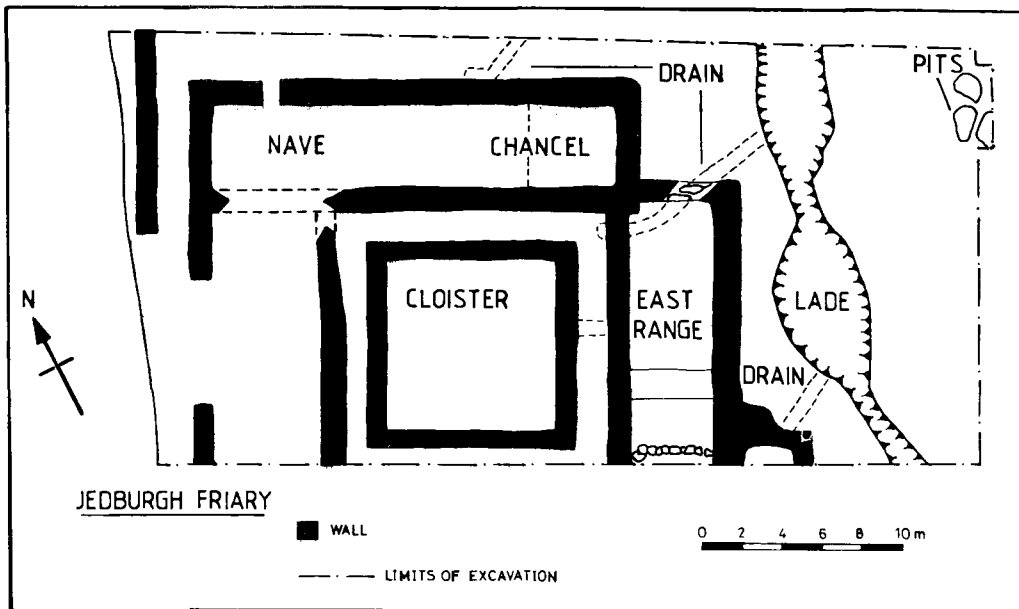 DRAIN
PITS
NAVE
CHANCEL
N
CLOISTER
EAST
RANGE
LADE
DRAIN
JEDBURGH FRIARY
WALL
0 2 4 6 8 10 m
LIMITS OF EXCAVATION